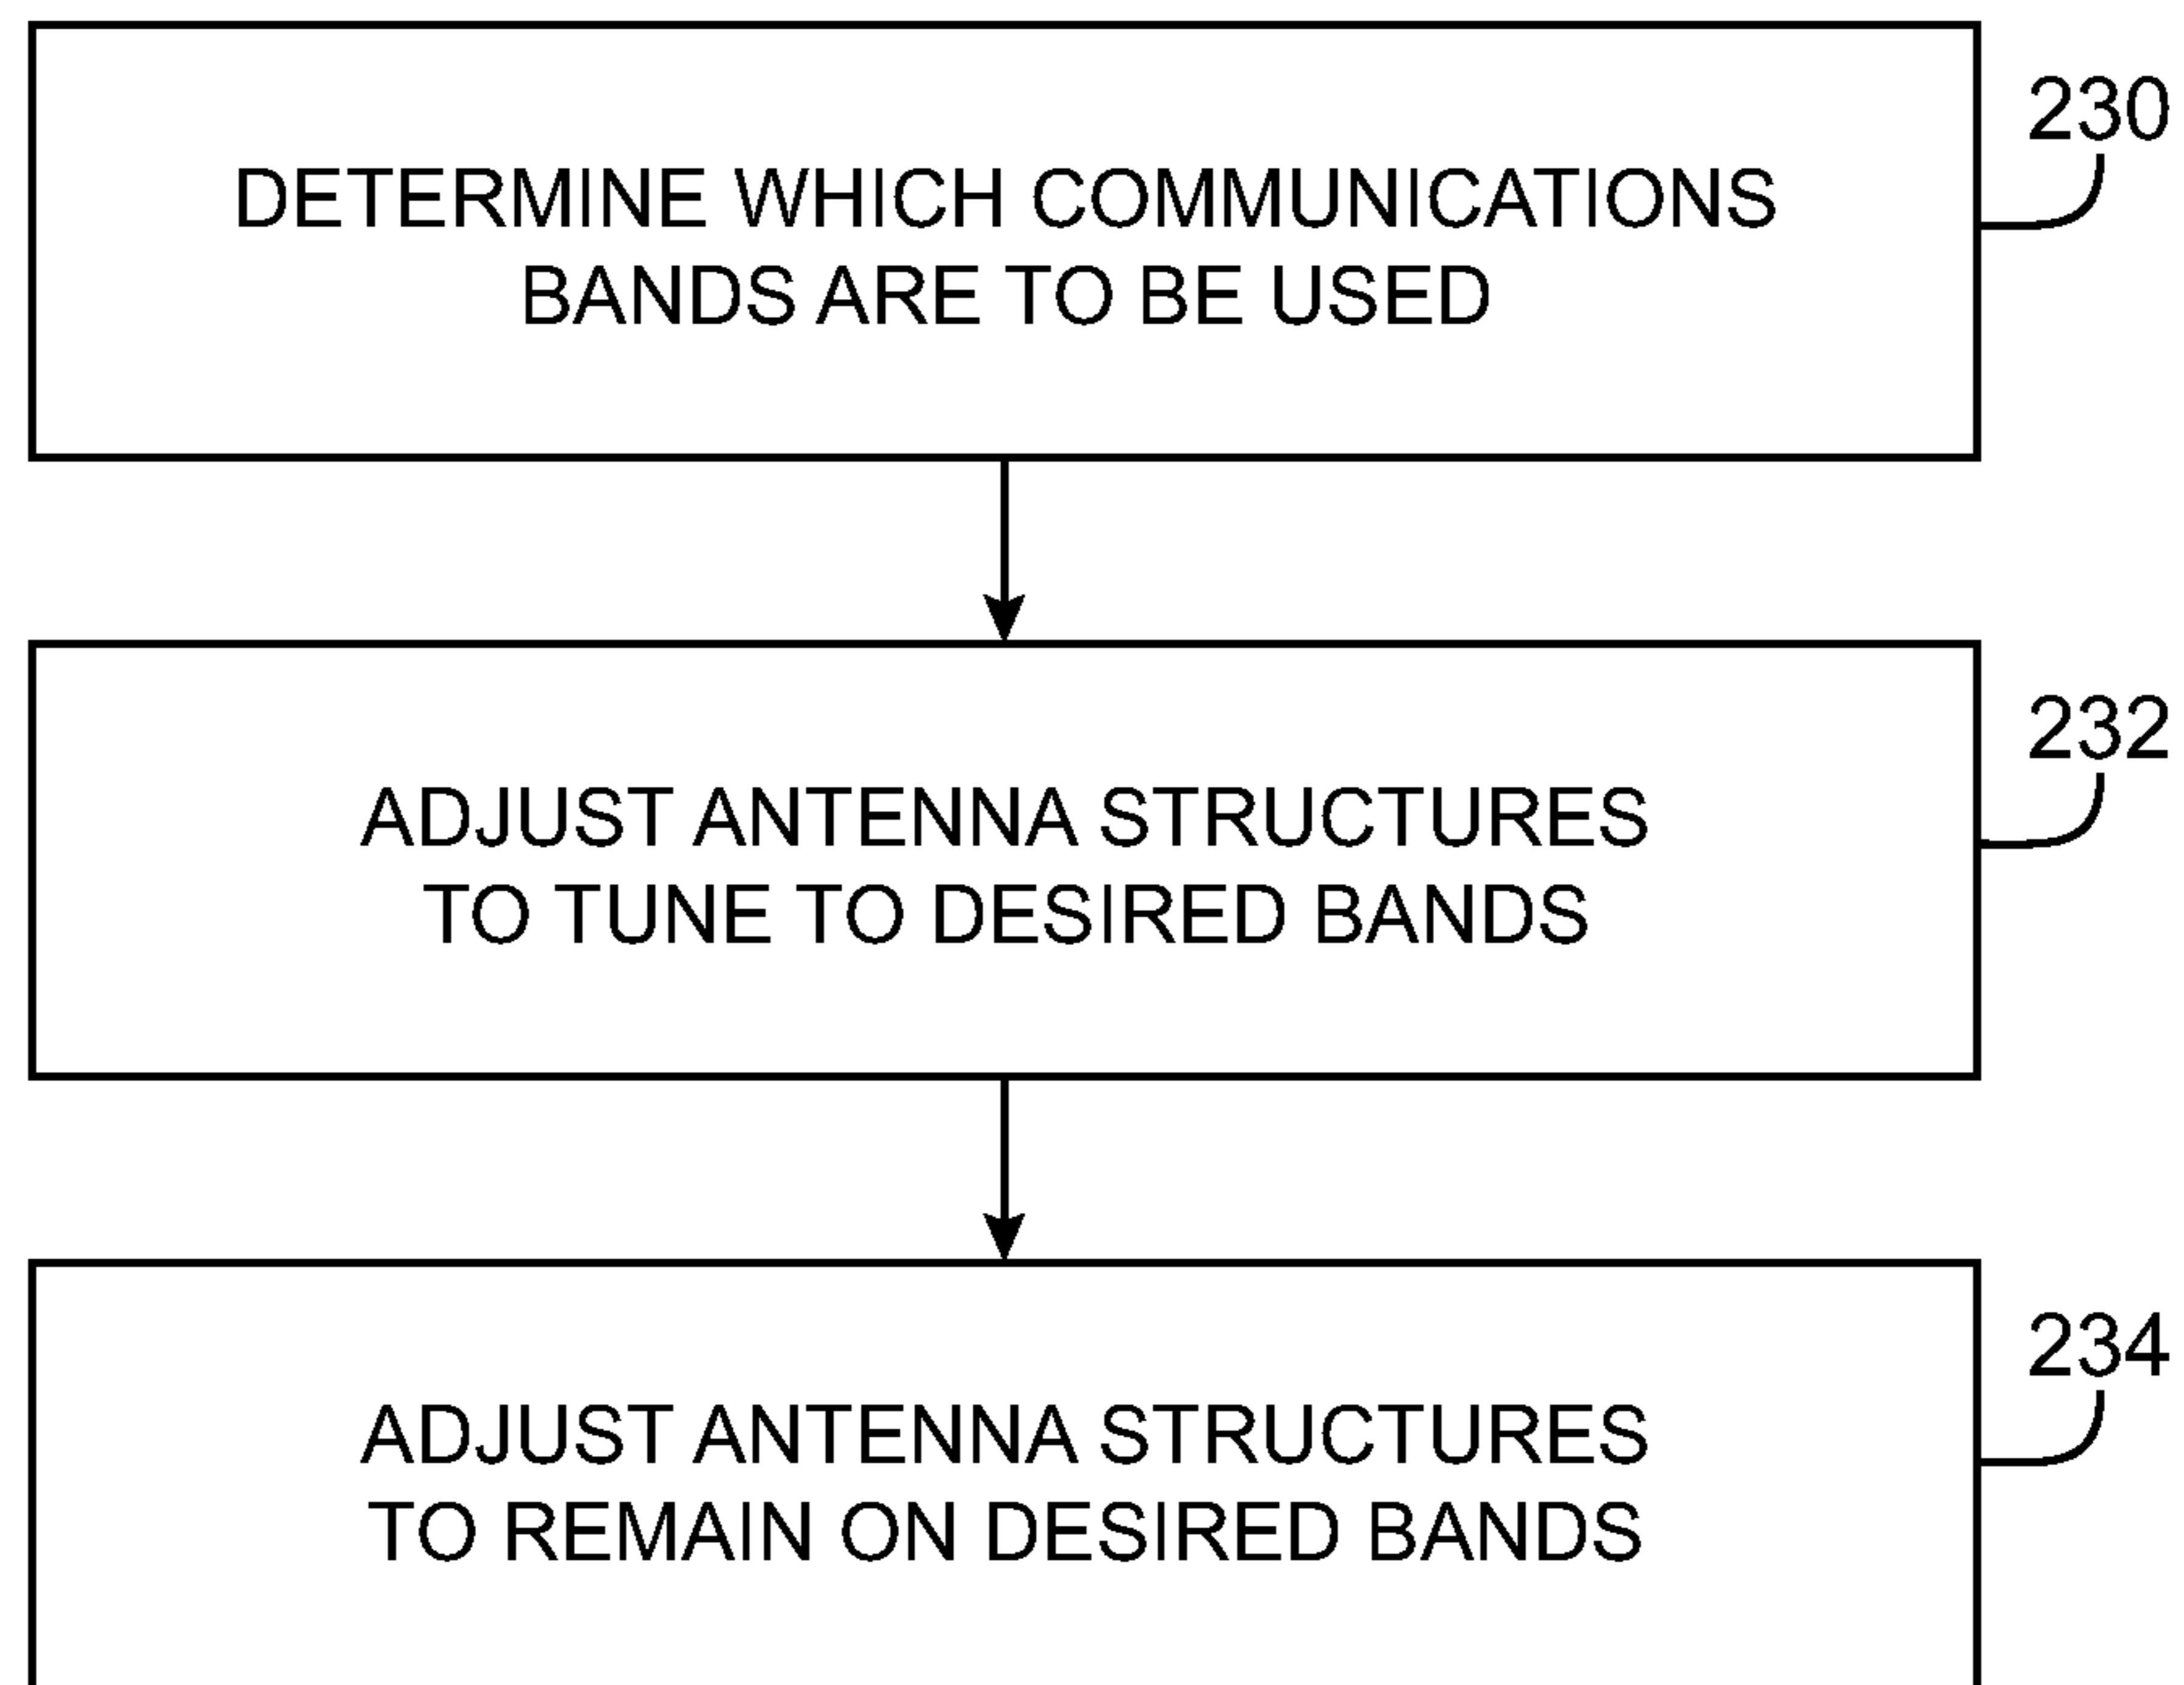 230
DETERMINE WHICH COMMUNICATIONS
BANDS ARE TO BE USED
232
ADJUST ANTENNA STRUCTURES
TO TUNE TO DESIRED BANDS
234
ADJUST ANTENNA STRUCTURES
TO REMAIN ON DESIRED BANDS